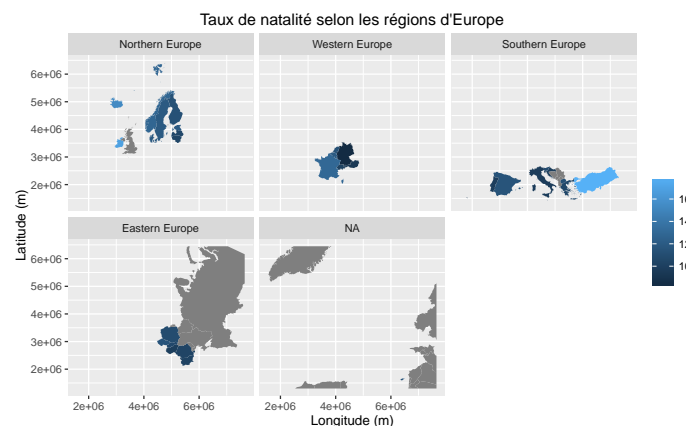 Taux de natalité selon les régions d'Europe
Northern Europe
Western Europe
Southern Europe
6e+06
5e+06
4e+06
3e+06
2e+06
Latitude (m)
Eastern Europe
NA
6e+06
5e+06
4e+06
3e+06
2e+06
2e+06 4e+06 6e+06
2e+06 4e+06 6e+06
Longitude (m)
12